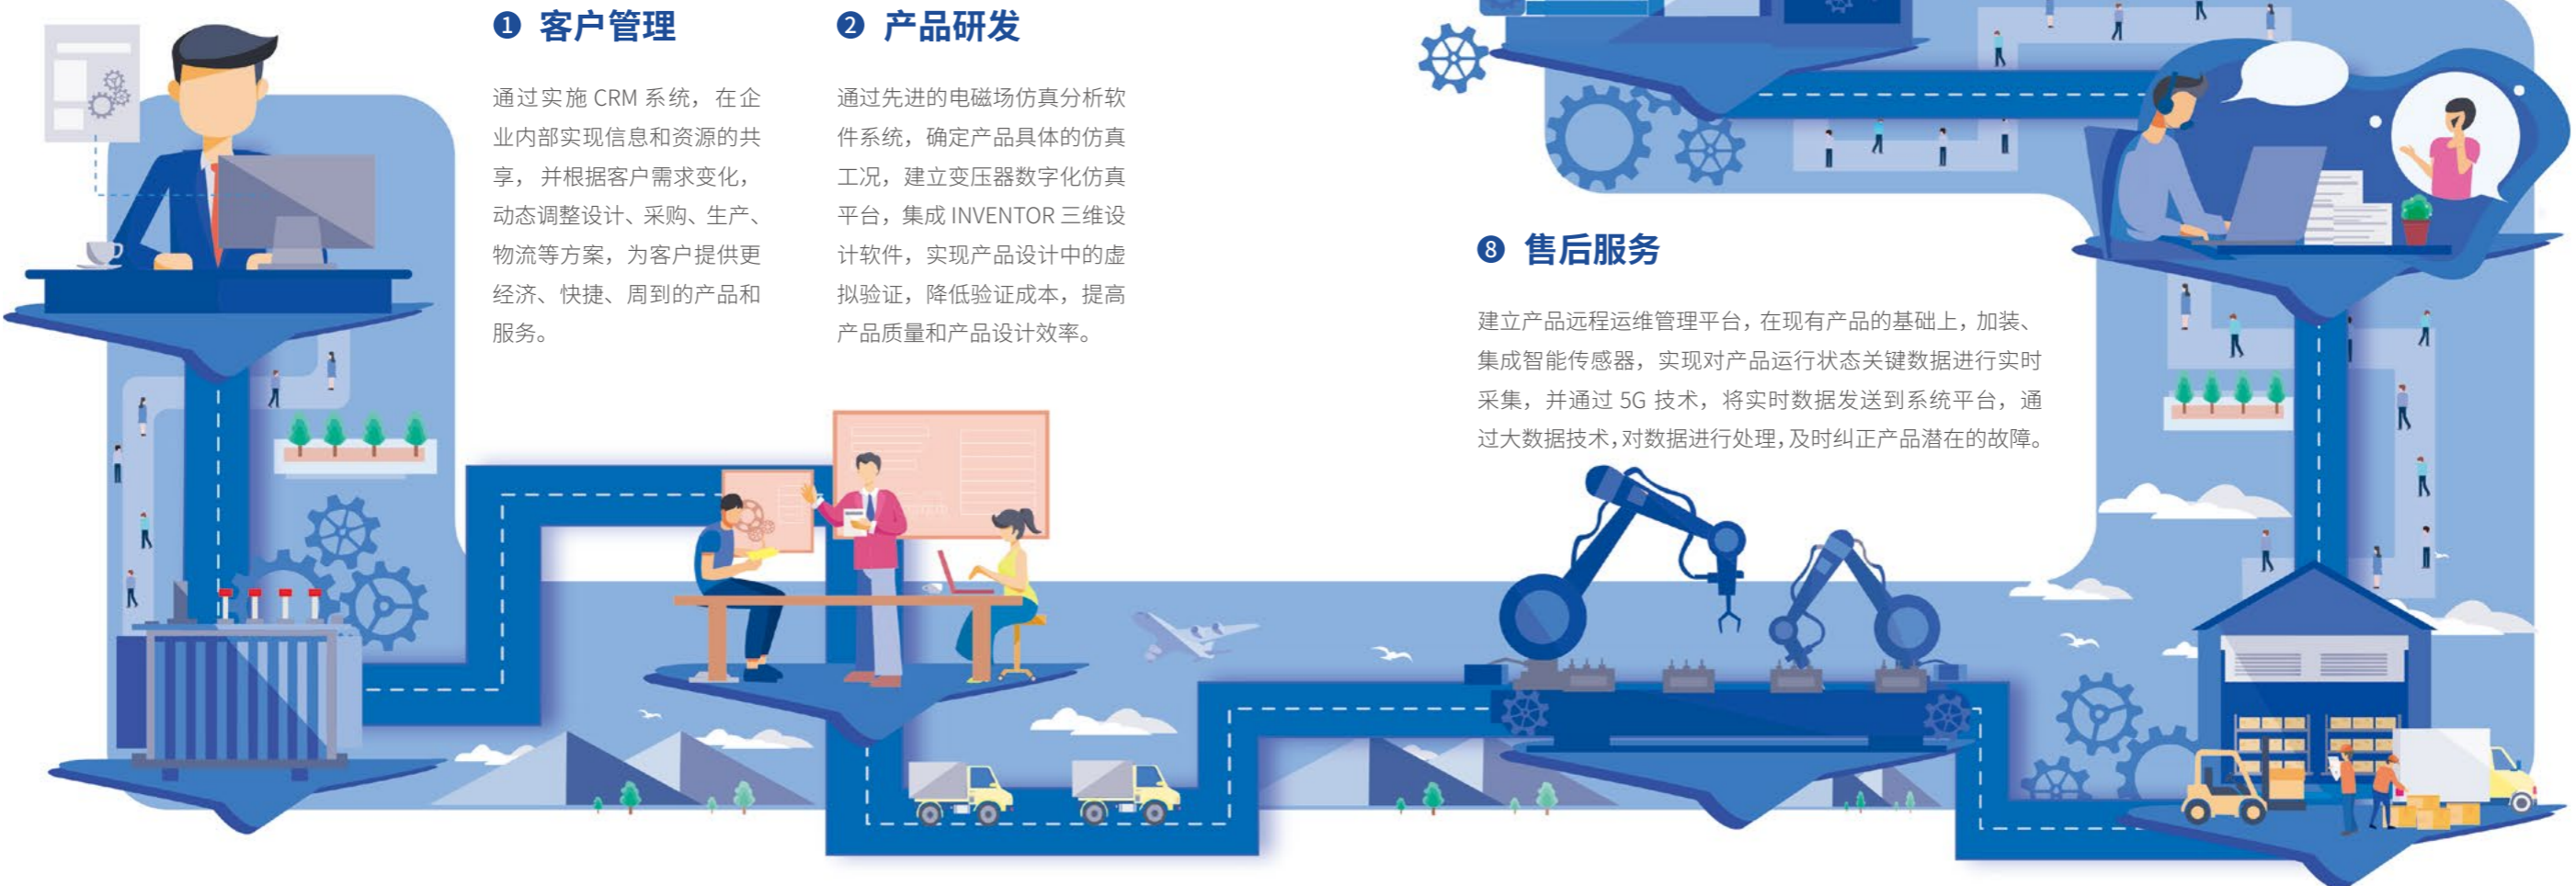 ❶ 客户管理
通过实施 CRM 系统，在企
业内部实现信息和资源的共
享， 并根据客户需求变化，
动态调整设计、采购、生产、
物流等方案，为客户提供更
经济、快捷、周到的产品和
服务。
❷ 产品研发
通过先进的电磁场仿真分析软
件系统，确定产品具体的仿真
工况，建立变压器数字化仿真
平台，集成 INVENTOR 三维设
计软件，实现产品设计中的虚
拟验证，降低验证成本，提高
产品质量和产品设计效率。
❽ 售后服务
建立产品远程运维管理平台，在现有产品的基础上，加装、
集成智能传感器，实现对产品运行状态关键数据进行实时
采集，并通过 5G 技术，将实时数据发送到系统平台，通
过大数据技术，对数据进行处理，及时纠正产品潜在的故障。